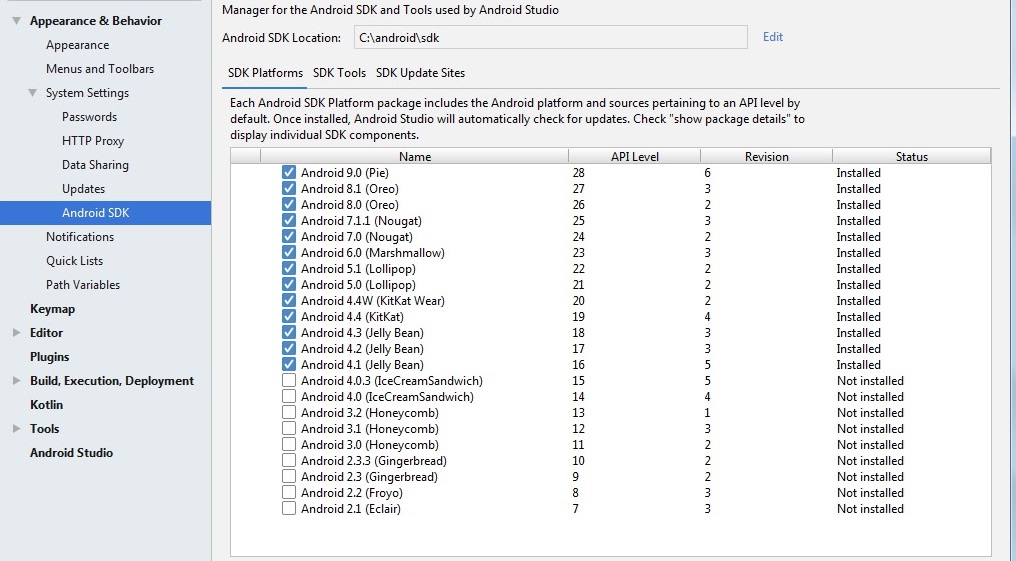 Appearance & Behavior
Appearance
Menus and Toolbars
System Settings
Passwords
HTTP Proxy
Data Sharing
Updates
Android SDK
Notifications
Quick Lists
Path Variables
Keymap
Editor
Plugins
Build, Execution, Deployment
Kotlin
Tools
Android Studio
Manager for the Android SDK and Tools used by Android Studio
Android SDK Location: C:\android\sdk Edit
SDK Platforms SDK Tools SDK Update Sites
Each Android SDK Platform package includes the Android platform and sources pertaining to an API level by
default. Once installed, Android Studio will automatically check for updates. Check "show package details" to
display individual SDK components.
Name API Level Revision Status
Android 9.0 (Pie) 28 6 Installed
Android 8.1 (Oreo) 27 3 Installed
Android 8.0 (Oreo) 26 2 Installed
Android 7.1.1 (Nougat) 25 3 Installed
Android 7.0 (Nougat) 24 2 Installed
Android 6.0 (Marshmallow) 23 3 Installed
Android 5.1 (Lollipop) 22 2 Installed
Android 5.0 (Lollipop) 21 2 Installed
Android 4.4W (KitKat Wear) 20 2 Installed
Android 4.4 (KitKat) 19 4 Installed
Android 4.3 (Jelly Bean) 18 3 Installed
Android 4.2 (Jelly Bean) 17 3 Installed
Android 4.1 (Jelly Bean) 16 5 Installed
Android 4.0.3 (IceCreamSandwich) 15 5 Not installed
Android 4.0 (IceCreamSandwich) 14 4 Not installed
Android 3.2 (Honeycomb) 13 1 Not installed
Android 3.1 (Honeycomb) 12 3 Not installed
Android 3.0 (Honeycomb) 11 2 Not installed
Android 2.3.3 (Gingerbread) 10 2 Not installed
Android 2.3 (Gingerbread) 9 2 Not installed
Android 2.2 (Froyo) 8 3 Not installed
Android 2.1 (Eclair) 7 3 Not installed